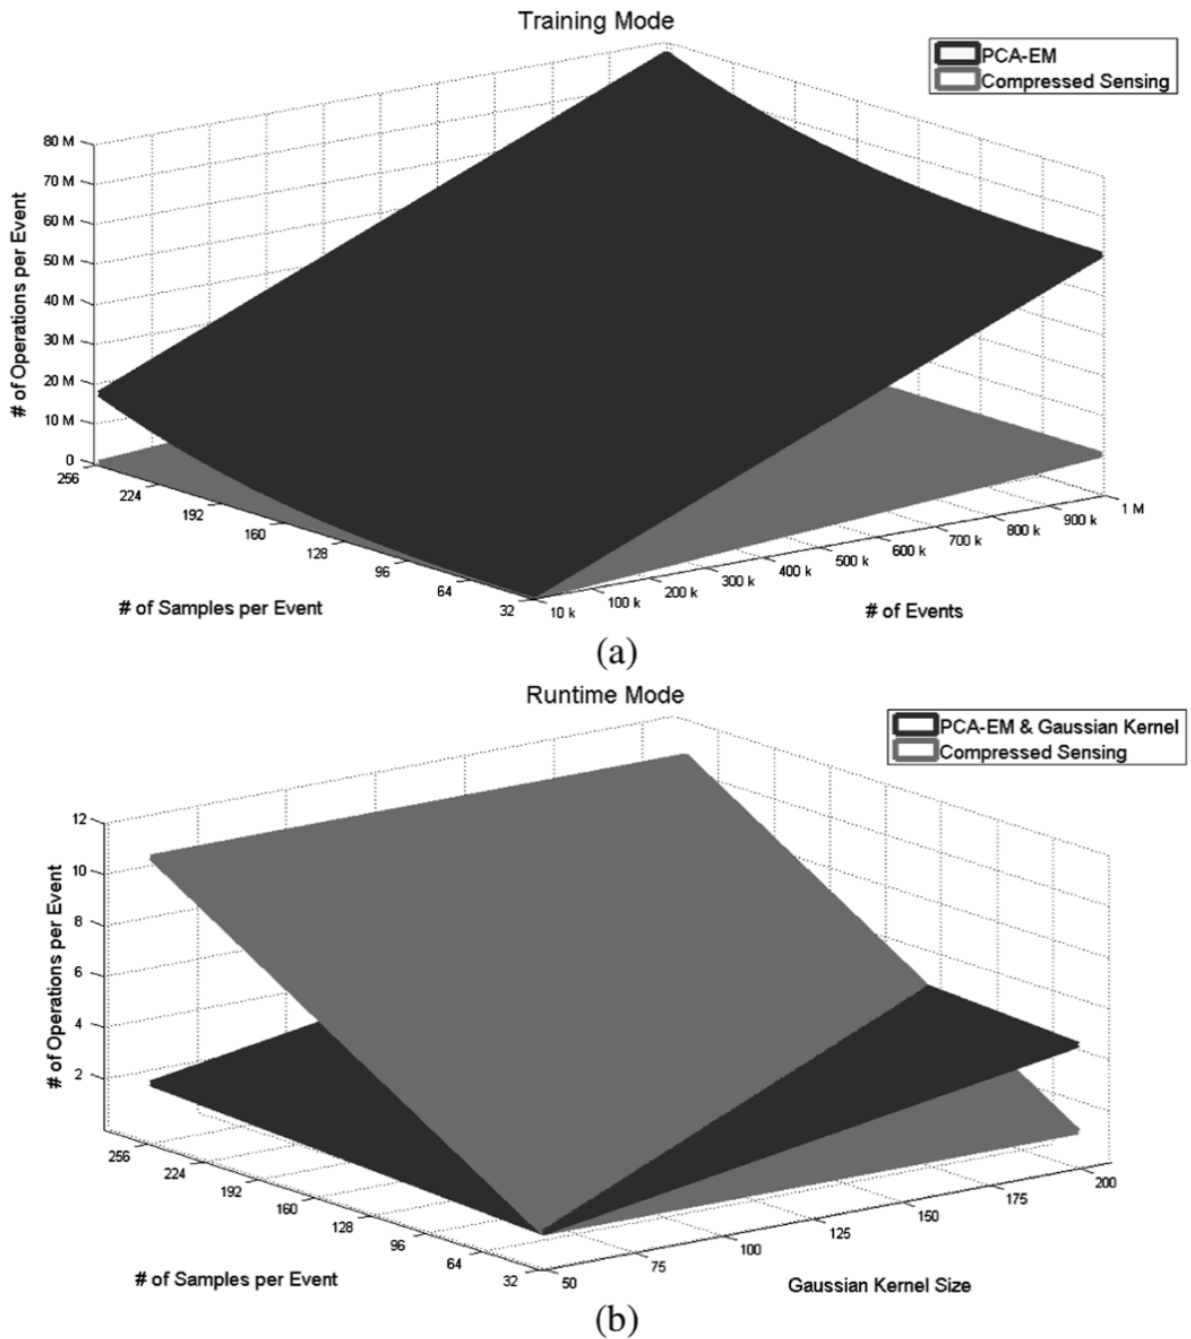 Training Mode
PCA-EM
Compressed Sensing
# of Operations per Event
80 M
70 M
60 M
50 M
40 M
30 M
20 M
10 M
0
256
224
192
160
128
96
64
32
# of Samples per Event
10 k
100 k
200 k
300 k
400 k
500 k
600 k
700 k
800 k
900 k
1 M
# of Events
(a)
Runtime Mode
PCA-EM & Gaussian Kernel
Compressed Sensing
# of Operations per Event
12
10
8
6
4
2
256
224
192
160
128
96
64
32
# of Samples per Event
50
75
100
125
150
175
200
Gaussian Kernel Size
(b)